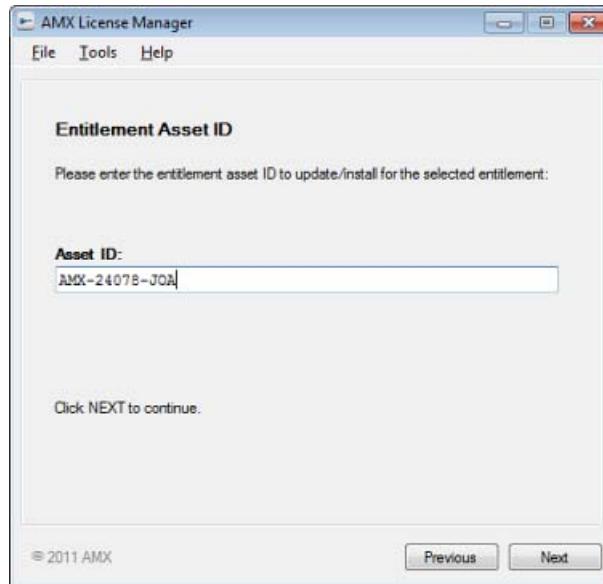 AMX License Manager
File Tools Help
Entitlement Asset ID
Please enter the entitlement asset ID to update/install for the selected entitlement:
Asset ID:
AMX-24078-JOA
Click NEXT to continue.
© 2011 AMX
Previous Next